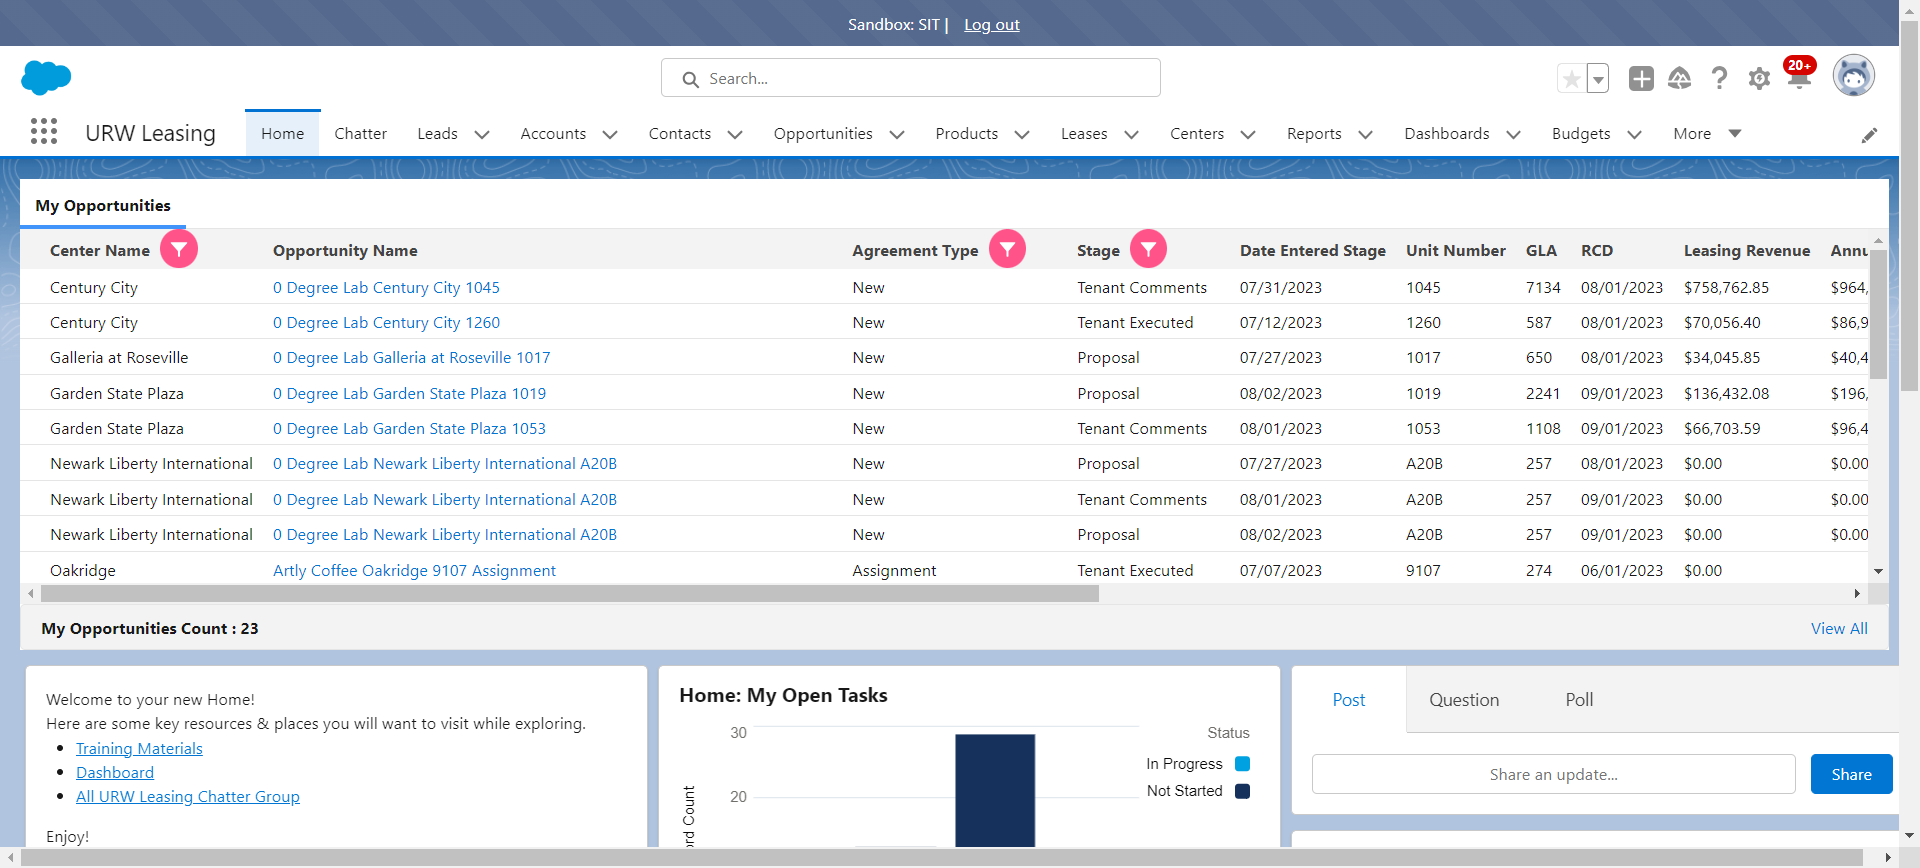 Sandbox: SIT | Log out
Search...
20+
URW Leasing Home Chatter Leads Accounts Contacts Opportunities Products Leases Centers Reports Dashboards Budgets More
My Opportunities
Center Name Opportunity Name Agreement Type Stage Date Entered Stage Unit Number GLA RCD Leasing Revenue Annu
Century City 0 Degree Lab Century City 1045 New Tenant Comments 07/31/2023 1045 7134 08/01/2023 $758,762.85 $964,
Century City 0 Degree Lab Century City 1260 New Tenant Executed 07/12/2023 1260 587 08/01/2023 $70,056.40 $86,9
Galleria at Roseville 0 Degree Lab Galleria at Roseville 1017 New Proposal 07/27/2023 1017 650 08/01/2023 $34,045.85 $40,4
Garden State Plaza 0 Degree Lab Garden State Plaza 1019 New Proposal 08/02/2023 1019 2241 09/01/2023 $136,432.08 $196,
Garden State Plaza 0 Degree Lab Garden State Plaza 1053 New Tenant Comments 08/01/2023 1053 1108 09/01/2023 $66,703.59 $96,4
Newark Liberty International 0 Degree Lab Newark Liberty International A20B New Proposal 07/27/2023 A20B 257 08/01/2023 $0.00 $0.00
Newark Liberty International 0 Degree Lab Newark Liberty International A20B New Tenant Comments 08/01/2023 A20B 257 09/01/2023 $0.00 $0.00
Newark Liberty International 0 Degree Lab Newark Liberty International A20B New Proposal 08/02/2023 A20B 257 09/01/2023 $0.00 $0.00
Oakridge Artly Coffee Oakridge 9107 Assignment Assignment Tenant Executed 07/07/2023 9107 274 06/01/2023 $0.00
My Opportunities Count : 23 View All
Welcome to your new Home!
Here are some key resources & places you will want to visit while exploring.
Training Materials
Dashboard
All URW Leasing Chatter Group
Enjoy!
Home: My Open Tasks
30
20
ord Count
Status
In Progress
Not Started
Post Question Poll
Share an update...
Share